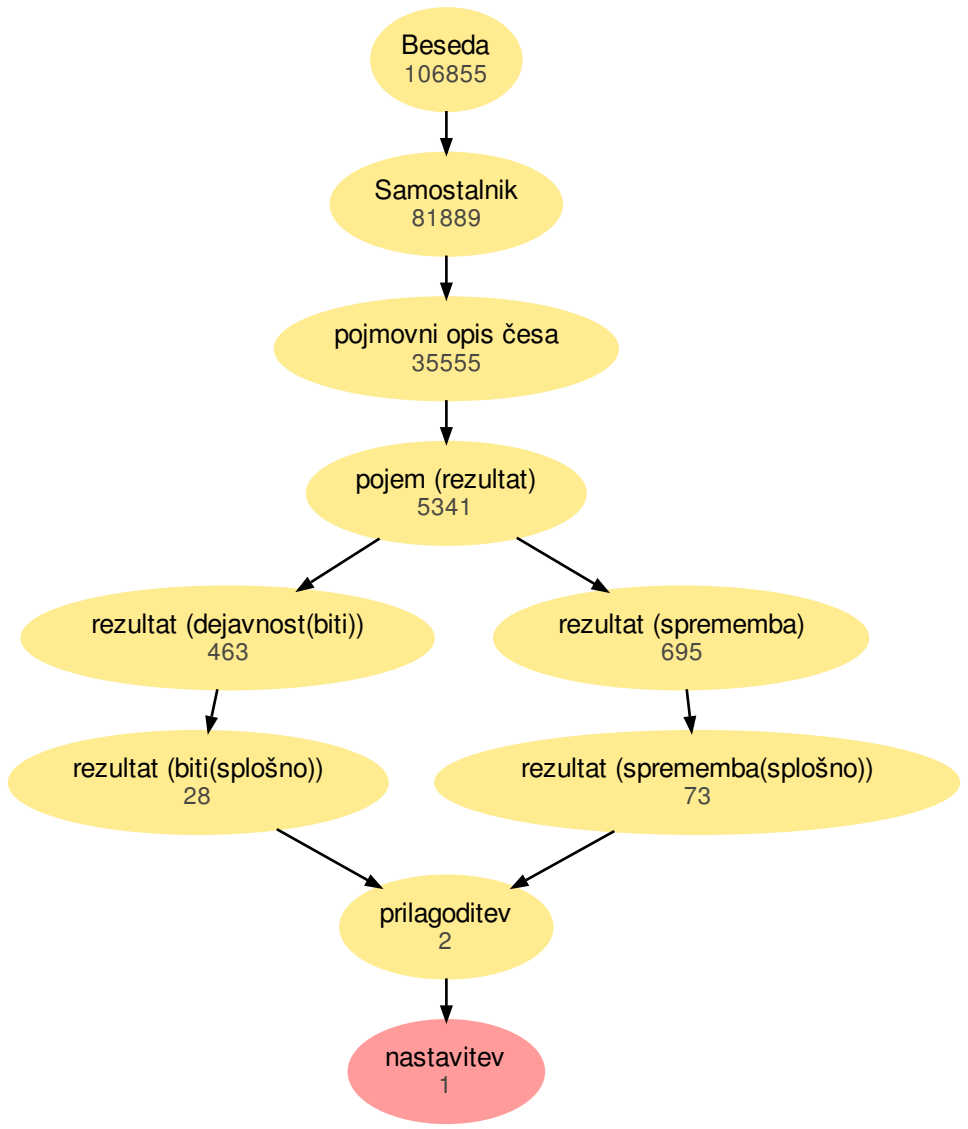 Beseda
106855
Samostalnik
81889
pojmovni opis česa
35555
pojem (rezultat)
5341
rezultat (dejavnost(biti))
463
rezultat (sprememba)
695
rezultat (biti(splošno))
28
rezultat (sprememba(splošno))
73
prilagoditev
2
nastavitev
1